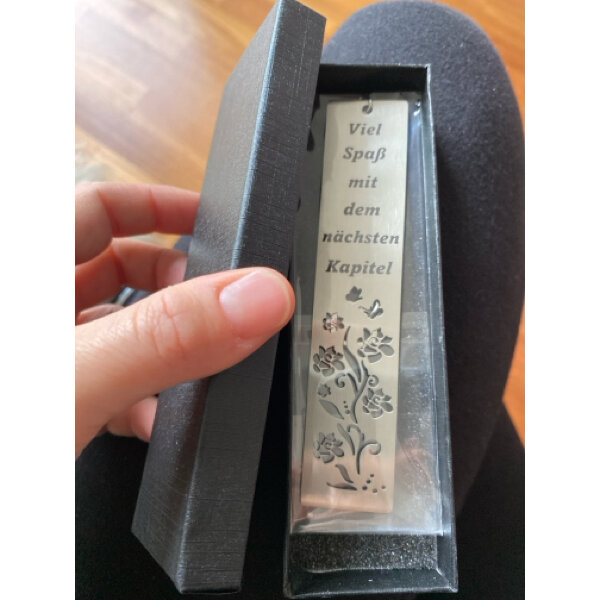 Viel
Spaß
mit
dem
nächsten
Kapitel